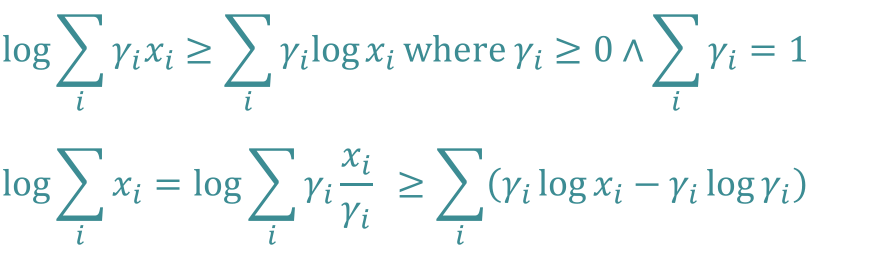 log ∑_i γ_i x_i ≥ ∑_i γ_i log x_i where γ_i ≥ 0 ∧ ∑_i γ_i = 1
log ∑_i x_i = log ∑_i γ_i x_i/γ_i ≥ ∑_i (γ_i log x_i − γ_i log γ_i)